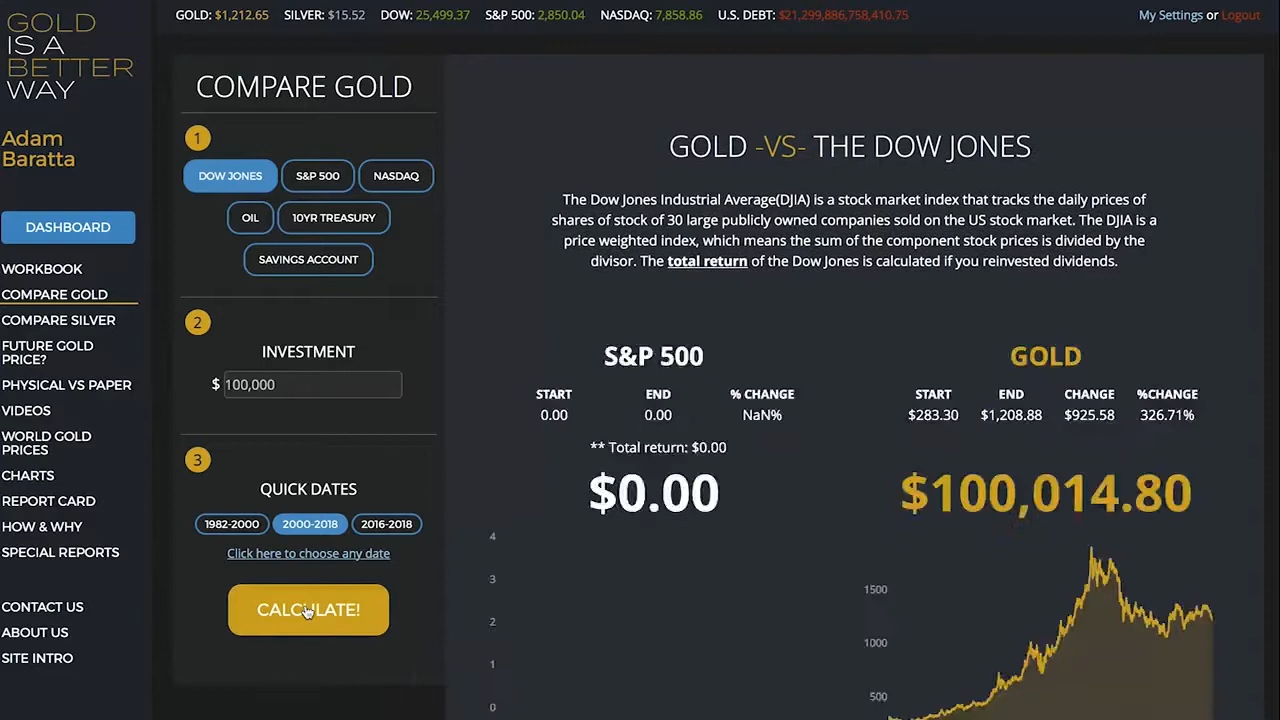 GOLD: $1,212.65 SILVER: $15.52 DOW: 25,499.37 S&P 500: 2,850.04 NASDAQ: 7,858.86 U.S. DEBT: $21,299,886,758,410.75 My Settings or Logout
GOLD
IS A
BETTER
WAY
Adam
Baratta
DASHBOARD
WORKBOOK
COMPARE GOLD
COMPARE SILVER
FUTURE GOLD
PRICE?
PHYSICAL VS PAPER
VIDEOS
WORLD GOLD
PRICES
CHARTS
REPORT CARD
HOW & WHY
SPECIAL REPORTS
CONTACT US
ABOUT US
SITE INTRO
COMPARE GOLD
1
DOW JONES S&P 500 NASDAQ
OIL 10YR TREASURY
SAVINGS ACCOUNT
2
INVESTMENT
$ 100,000
3
QUICK DATES
1982-2000 2000-2018 2016-2018
Click here to choose any date
CALCULATE!
GOLD -VS- THE DOW JONES
The Dow Jones Industrial Average(DJIA) is a stock market index that tracks the daily prices of
shares of stock of 30 large publicly owned companies sold on the US stock market. The DJIA is a
price weighted index, which means the sum of the component stock prices is divided by the
divisor. The total return of the Dow Jones is calculated if you reinvested dividends.
S&P 500
START END % CHANGE
0.00 0.00 NaN%
** Total return: $0.00
$0.00
4
3
2
1
0
GOLD
START END CHANGE %CHANGE
$283.30 $1,208.88 $925.58 326.71%
$100,014.80
1500
1000
500